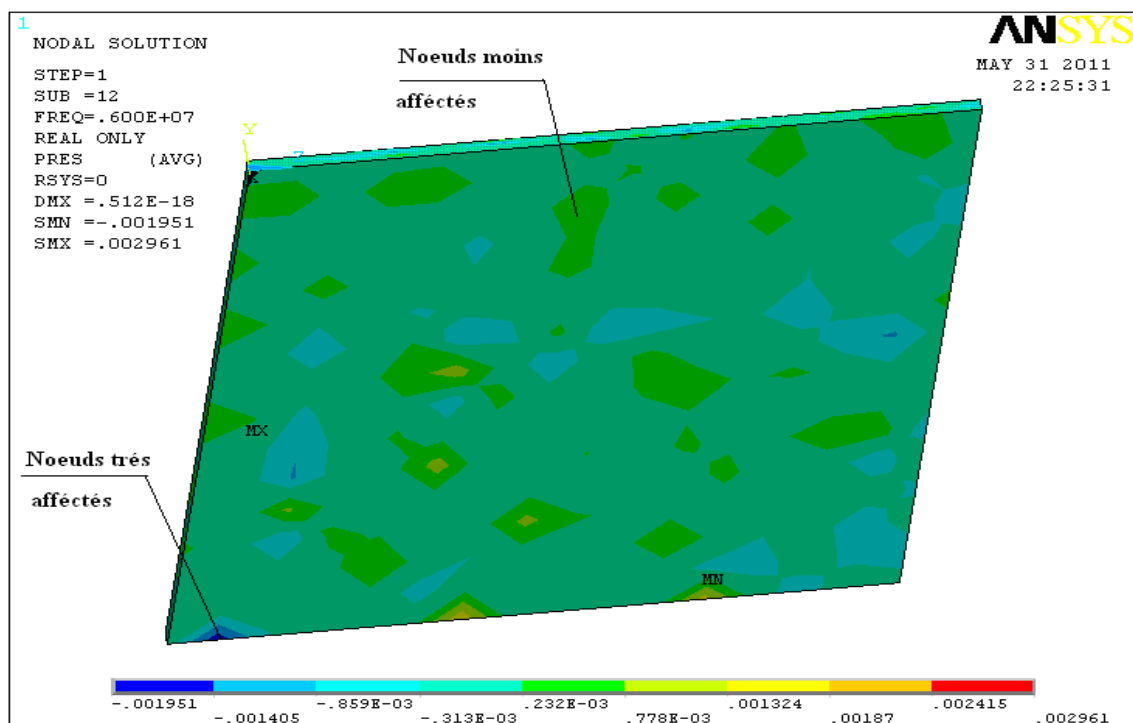 1
NODAL SOLUTION
STEP=1
SUB =12
FREQ=.600E+07
REAL ONLY
PRES (AVG)
RSYS=0
DMX =.512E-18
SMN =-.001951
SMX =.002961
ANSYS
MAY 31 2011
22:25:31
Noeuds moins
afféctés
Y
Z
X
MX
Noeuds trés
afféctés
MN
-.001951
-.001405
-.859E-03
-.313E-03
.232E-03
.778E-03
.001324
.00187
.002415
.002961